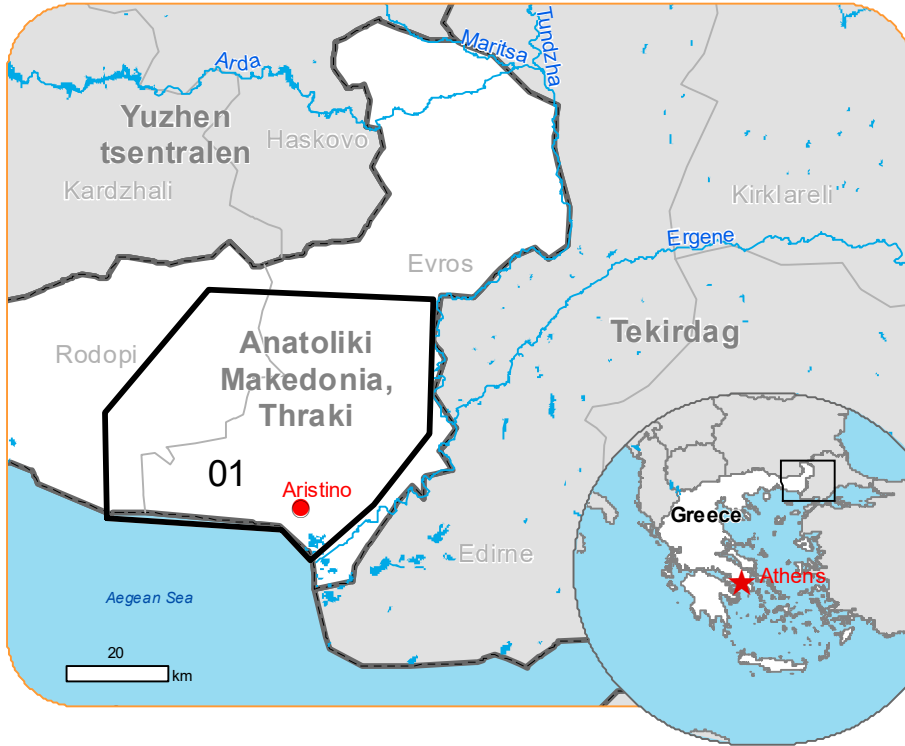 Arda
Maritsa
Tundzha
Yuzhen
tsentralen
Haskovo
Kardzhali
Kirklareli
Ergene
Evros
Rodopi
Anatoliki
Makedonia,
Thraki
Tekirdag
01
Aristino
Greece
Edirne
Athens
Aegean Sea
20
km